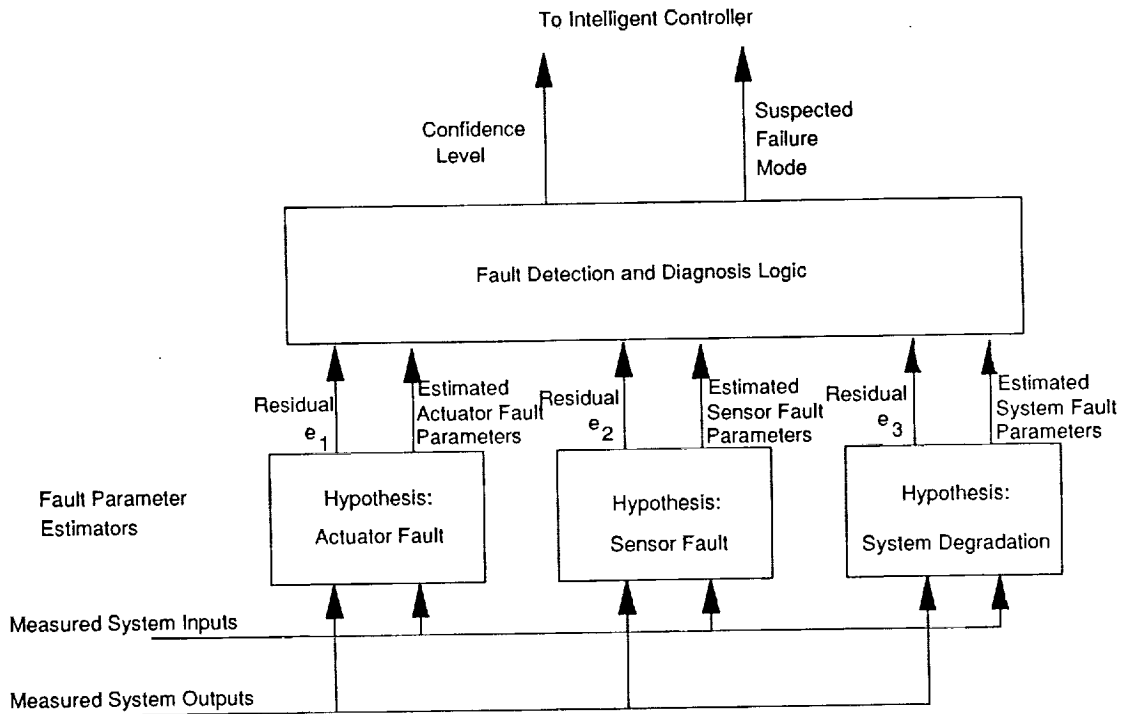 To Intelligent Controller
Confidence
Level
Suspected
Failure
Mode
Fault Detection and Diagnosis Logic
Residual
e1
Estimated
Actuator Fault
Parameters
Residual
e2
Estimated
Sensor Fault
Parameters
Residual
e3
Estimated
System Fault
Parameters
Fault Parameter
Estimators
Hypothesis:
Actuator Fault
Hypothesis:
Sensor Fault
Hypothesis:
System Degradation
Measured System Inputs
Measured System Outputs